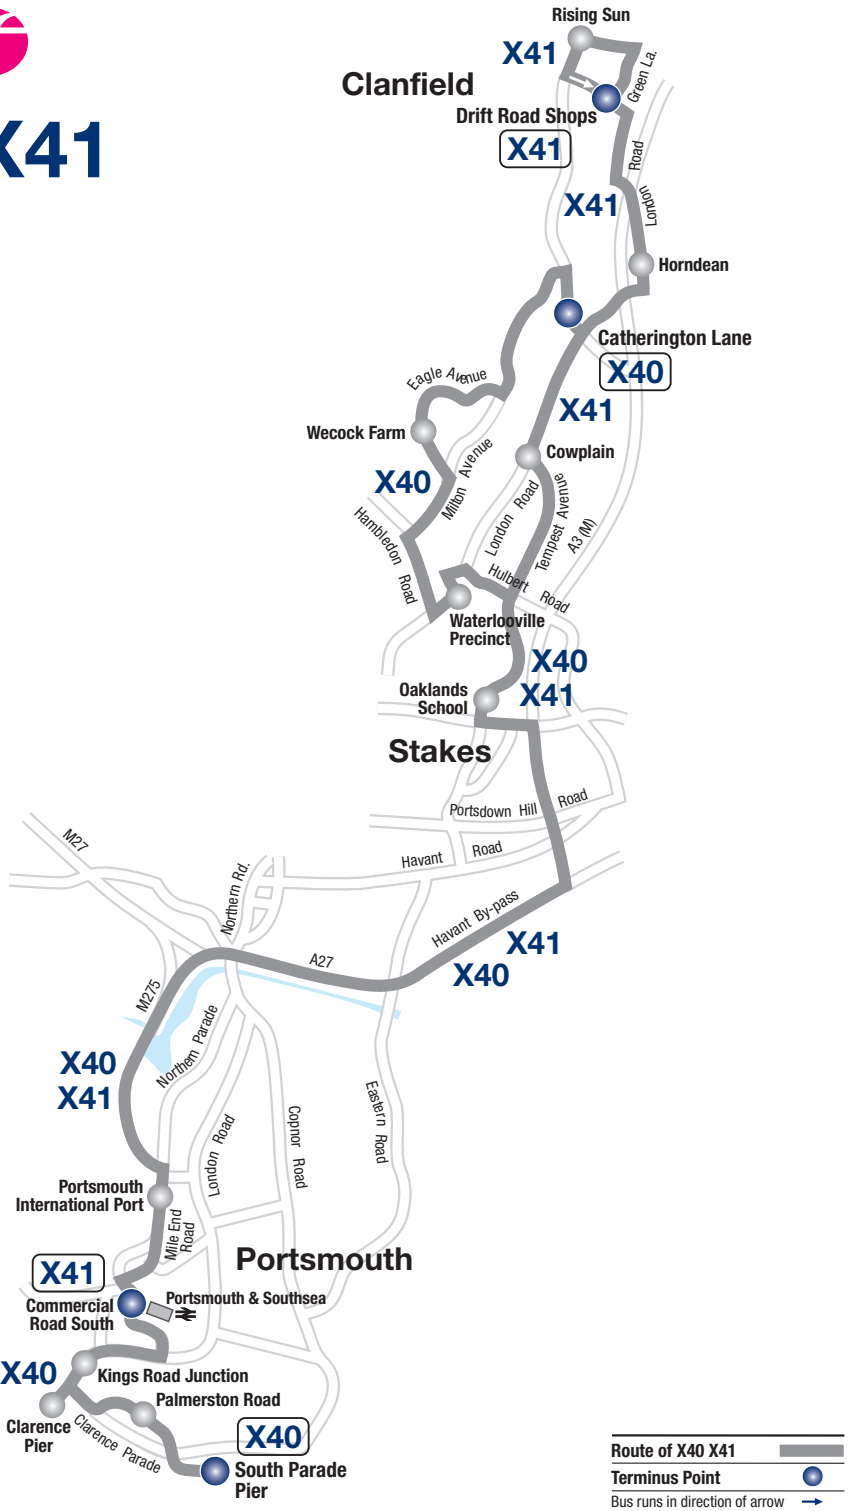 Rising Sun
X41
Clanfield
Green La.
Drift Road Shops
X41
X41
London Road
Horndean
Catherington Lane
X40
X41
X41
Eagle Avenue
Wecock Farm
Cowplain
X40
Milton Avenue
London Road
Tempest Avenue
A3 (M)
Hambledon Road
Hulbert Road
Waterlooville
Precinct
X40
X41
Oaklands
School
Stakes
Portsdown Hill Road
Havant Road
M27
Northern Rd.
Havant By-pass
X41
X40
A27
M275
Northern Parade
X40
X41
London Road
Copnor Road
Eastern Road
Portsmouth
International Port
Mile End
Road
Portsmouth
X41
Commercial
Road South
Portsmouth & Southsea
X40
Kings Road Junction
Palmerston Road
Clarence
Pier
Clarence Parade
X40
South Parade
Pier
Route of X40 X41
Terminus Point
Bus runs in direction of arrow